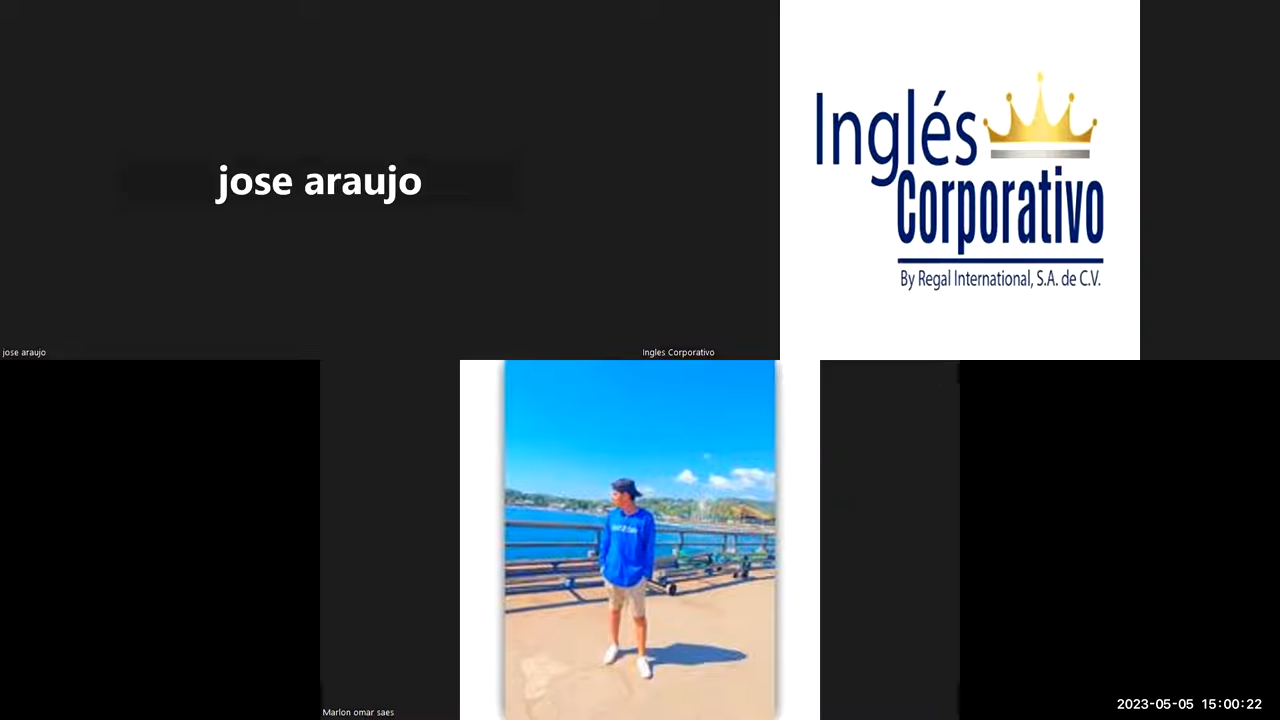 jose araujo
Inglés
Corporativo
By Regal International, S.A. de C.V.
jose araujo
Ingles Corporativo
Marlon omar saes
2023-05-05 15:00:22